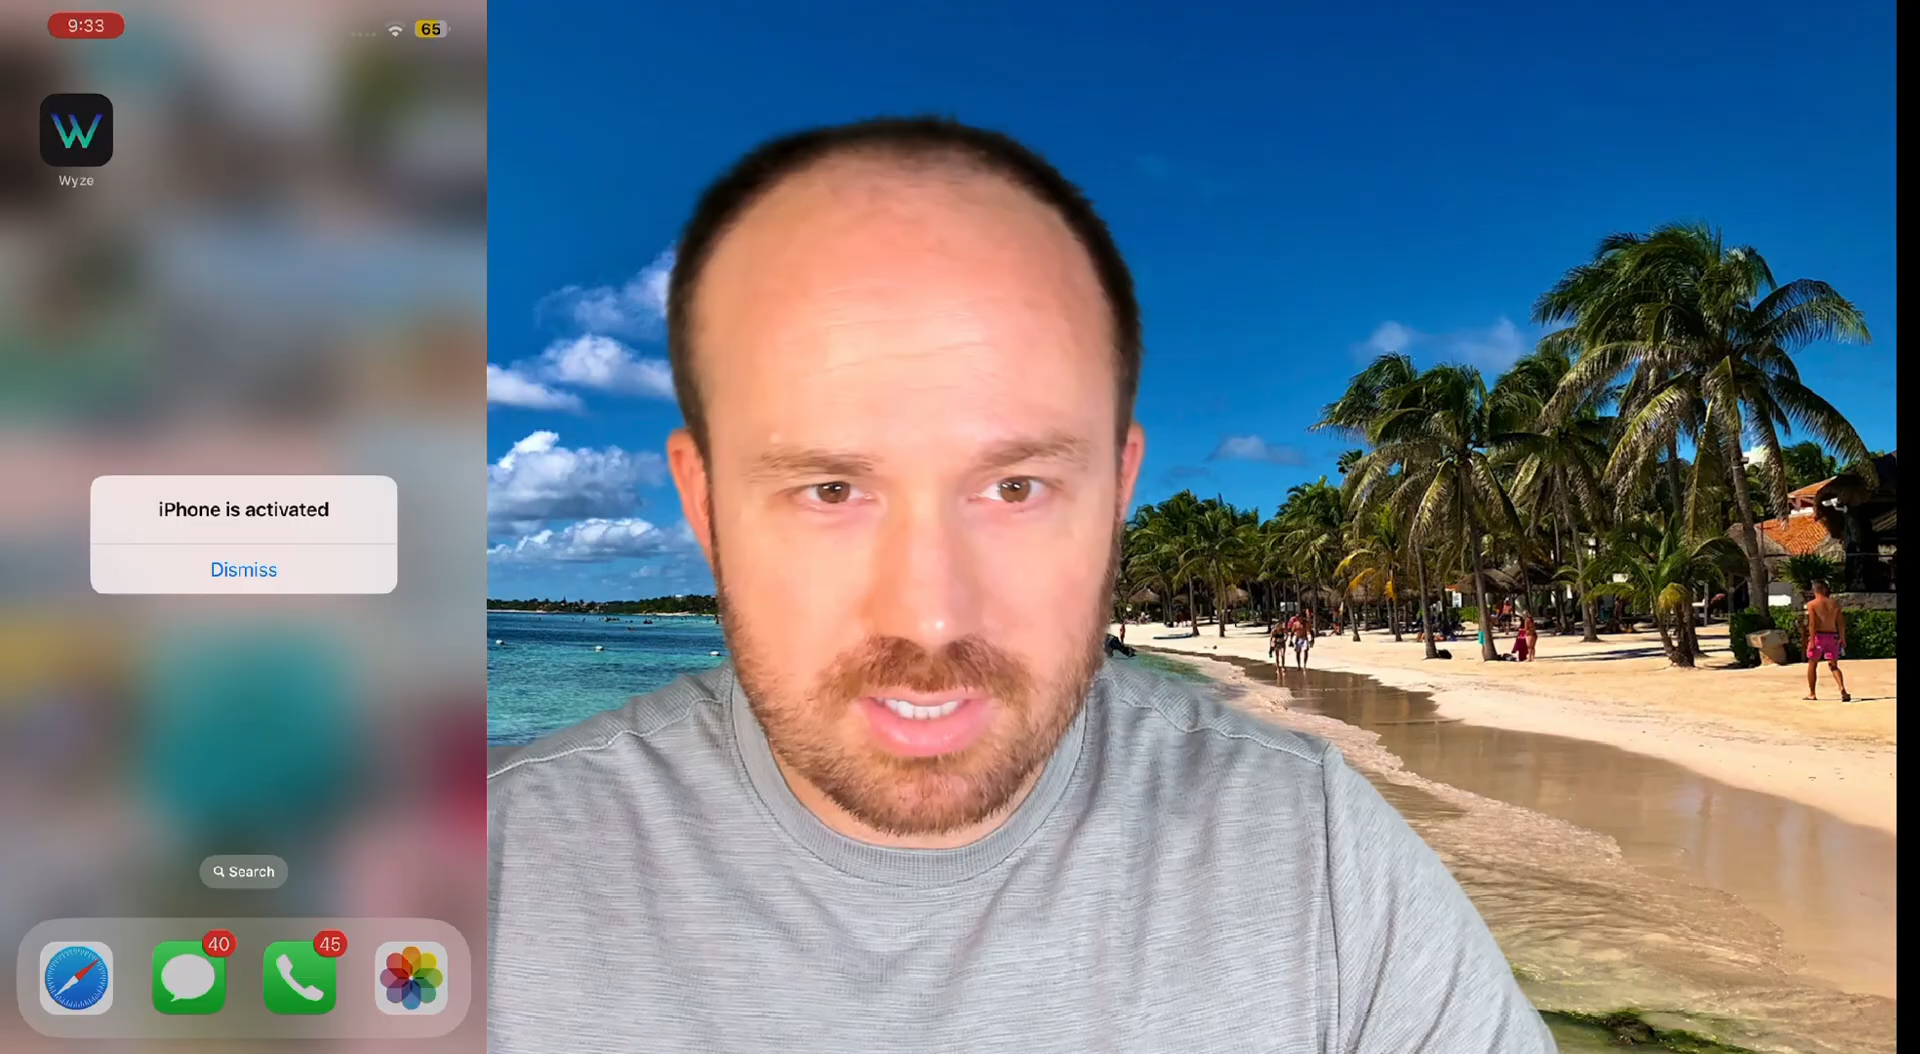 9:33
65
W
Wyze
iPhone is activated
Dismiss
Search
40
45